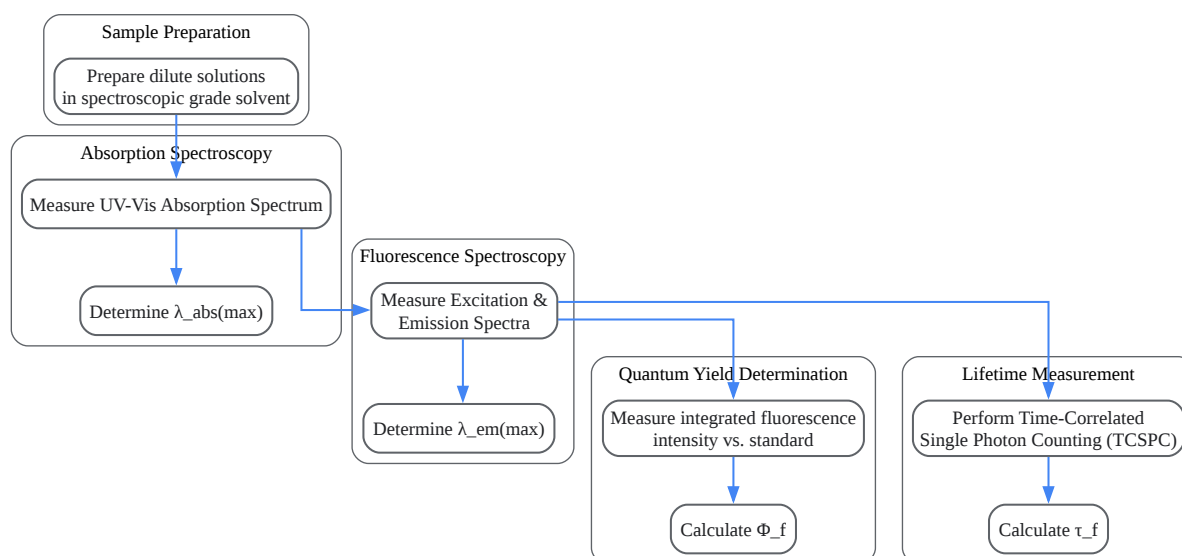 Sample Preparation
Prepare dilute solutions
in spectroscopic grade solvent
Absorption Spectroscopy
Measure UV-Vis Absorption Spectrum
Determine λ_abs(max)
Fluorescence Spectroscopy
Measure Excitation &
Emission Spectra
Determine λ_em(max)
Quantum Yield Determination
Measure integrated fluorescence
intensity vs. standard
Calculate Φ_f
Lifetime Measurement
Perform Time-Correlated
Single Photon Counting (TCSPC)
Calculate τ_f